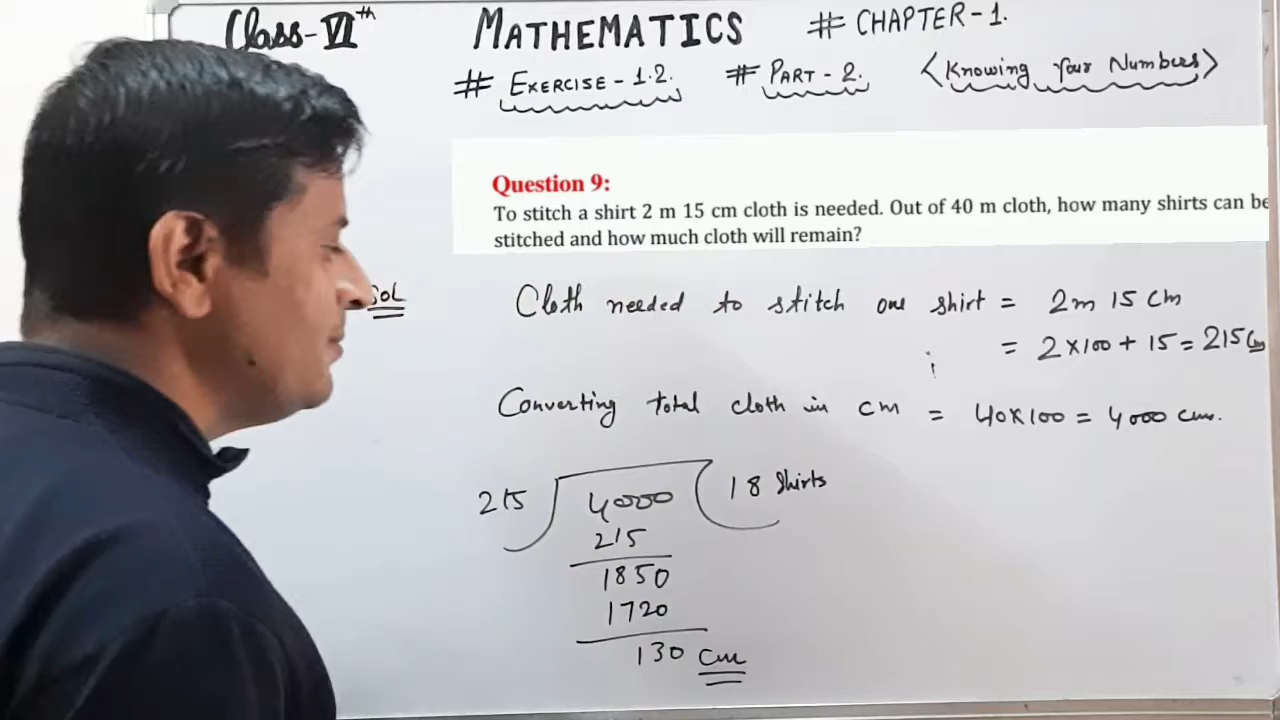 Class-VIth MATHEMATICS # CHAPTER-1.
# EXERCISE-1.2. # PART-2. <Knowing Your Numbers>
Question 9:
To stitch a shirt 2 m 15 cm cloth is needed. Out of 40 m cloth, how many shirts can be
stitched and how much cloth will remain?
Sol Cloth needed to stitch one shirt = 2m 15 cm
= 2×100 + 15 = 215 cm
Converting total cloth in cm = 40×100 = 4000 cm.
215 4000 18 Shirts
215
1850
1720
130 cm